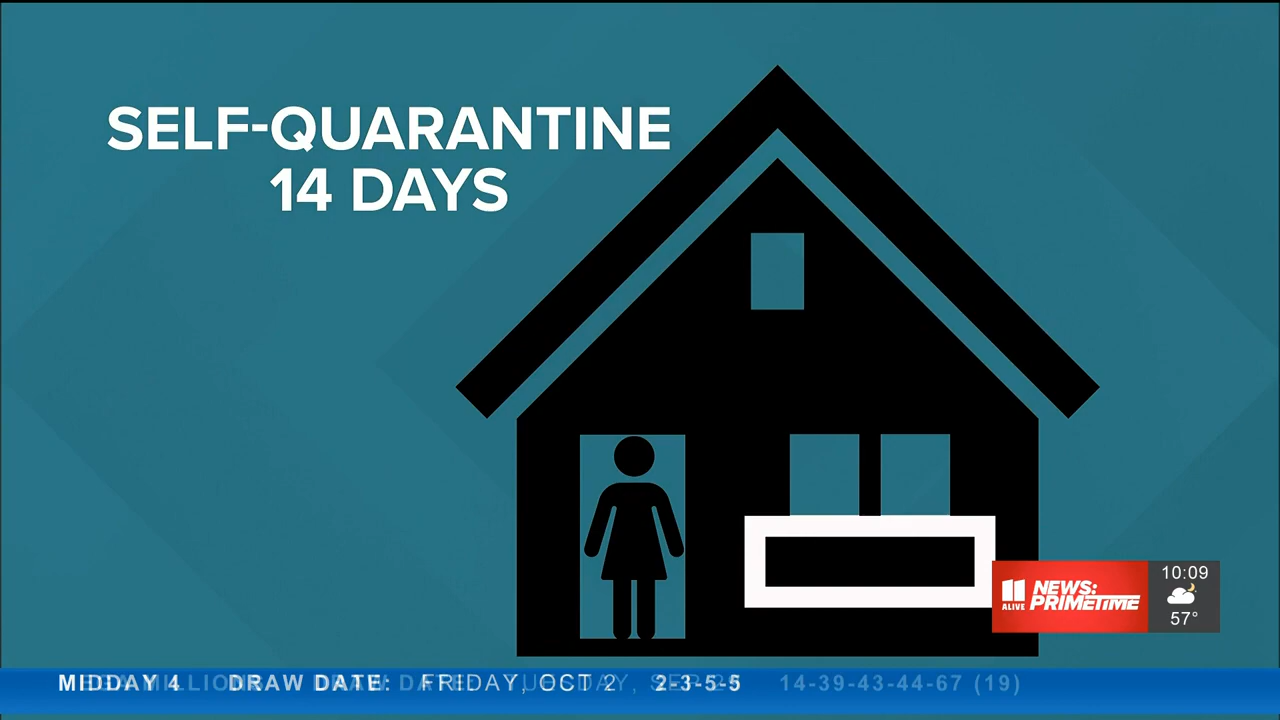 SELF-QUARANTINE
14 DAYS
11 ALIVE
NEWS:
PRIMETIME
10:09
57°
MIDDAY 4 DRAW DATE: FRIDAY, OCT 2 2-3-5-5 14-39-43-44-67 (19)